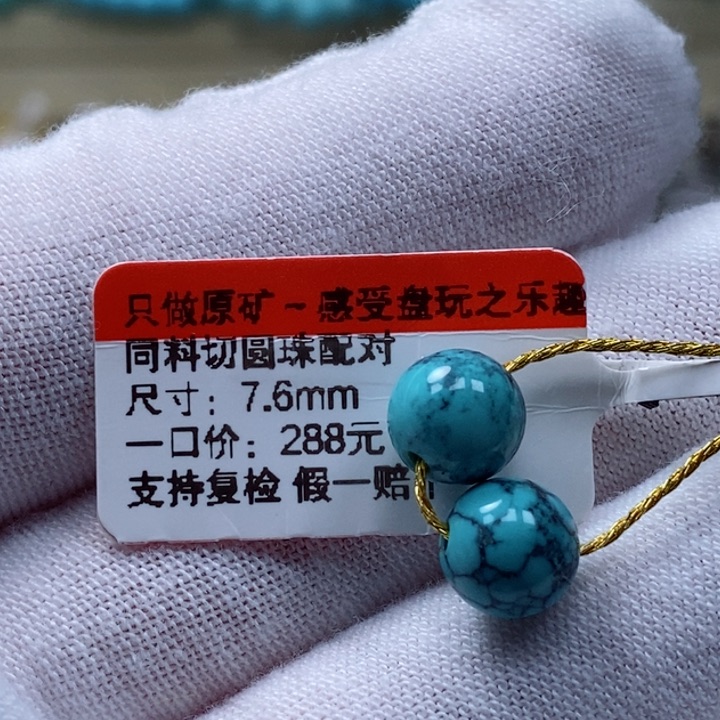 只做原矿~感受盘玩之乐趣
同料切圆珠配对
尺寸：7.6mm
一口价：288元
支持复检 假一赔